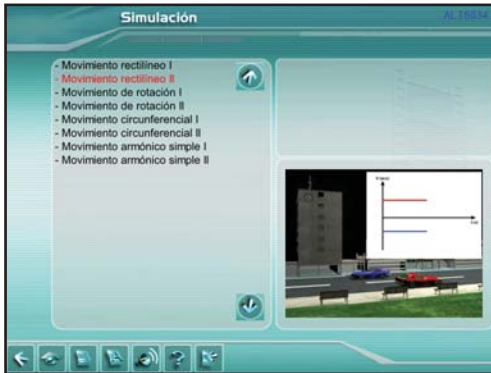 Simulación
ALT6034
- Movimiento rectilíneo I
- Movimiento rectilíneo II
- Movimiento de rotación I
- Movimiento de rotación II
- Movimiento circunferencial I
- Movimiento circunferencial II
- Movimiento armónico simple I
- Movimiento armónico simple II